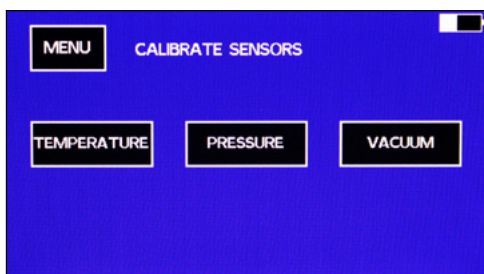 MENU
CALIBRATE SENSORS
TEMPERATURE
PRESSURE
VACUUM